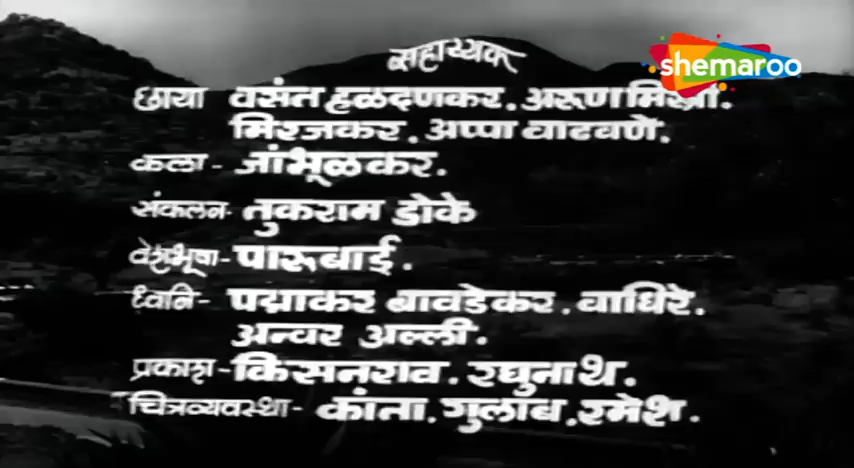 सहाय्यक
shemaroo
छाया वसंत हळदणकर. अरूण मिस्त्री.
मिरजकर. अप्पा वाढवणे.
कला - जांभूळकर.
संकलन - तुकाराम डोके
वेशभूषा - पारूबाई.
ध्वनि - पद्माकर बावडेकर. वाघिरे.
अन्वर अल्ली.
प्रकाश - किसनराव. रघुनाथ.
चित्रव्यवस्था - कांता. गुलाब. रमेश.